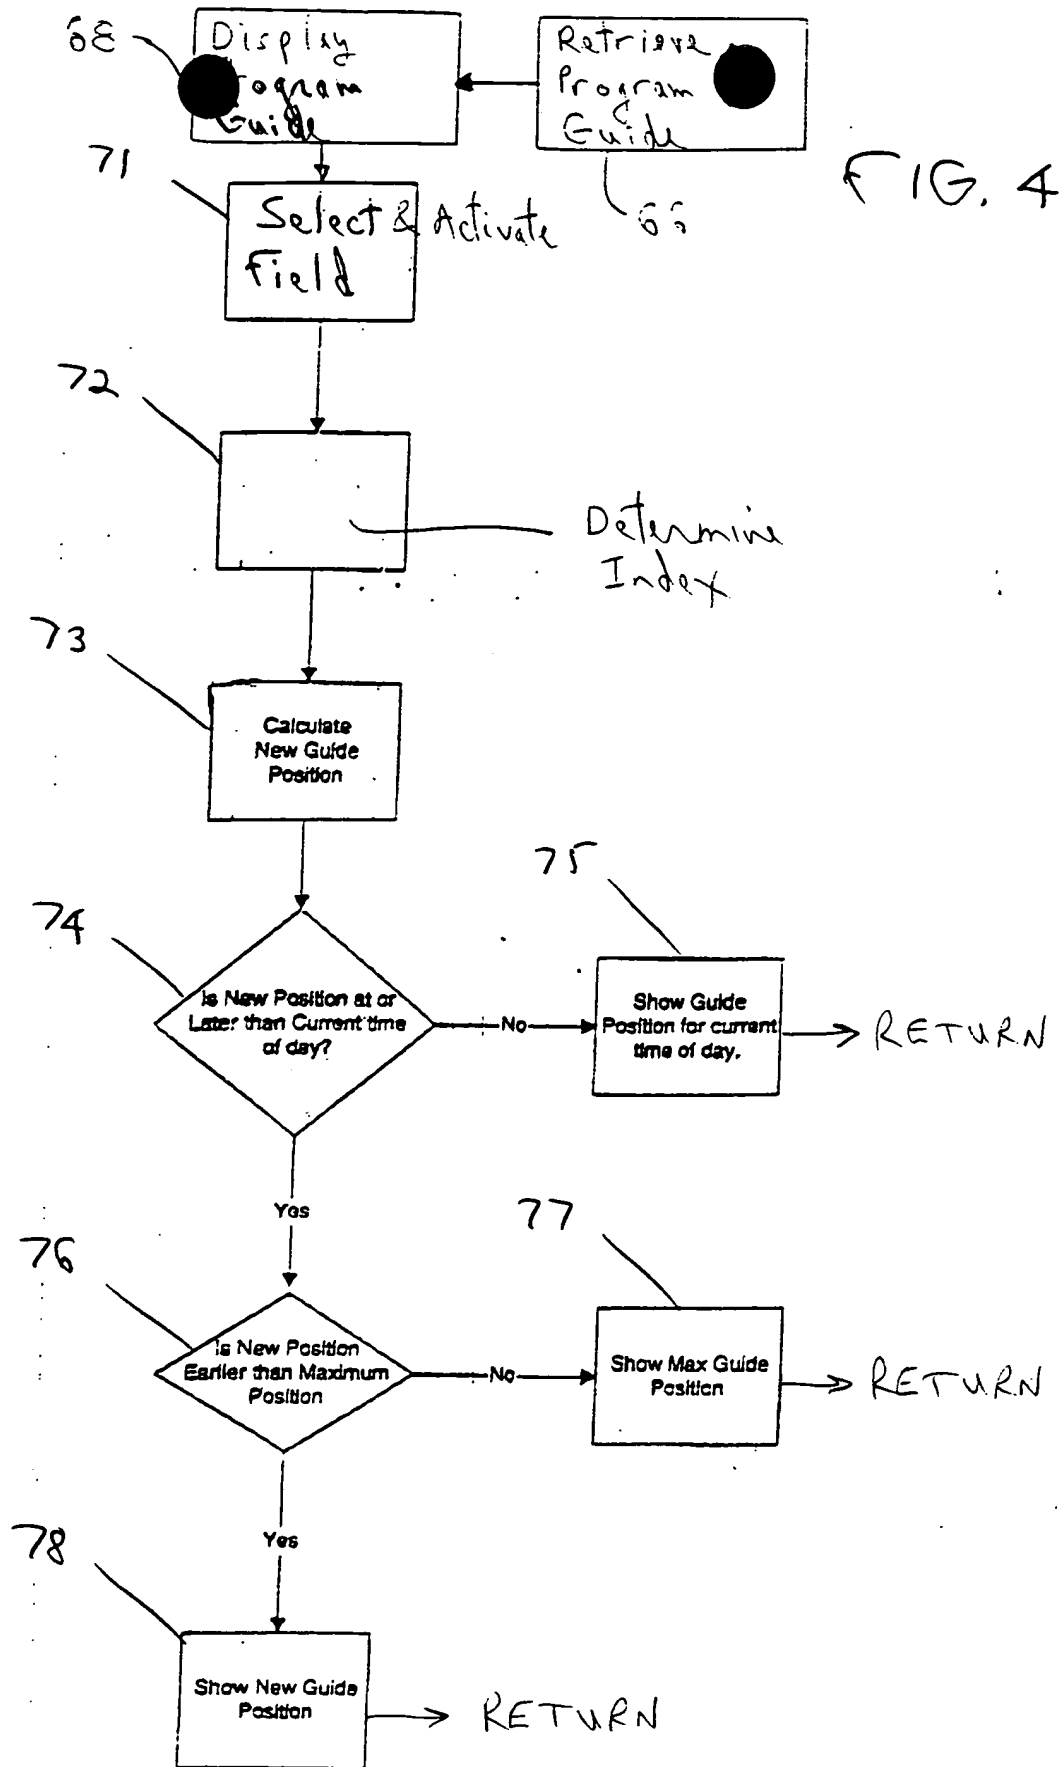 68
Display
Program
Guide
Retrieve
Program
Guide
FIG. 4
71
Select & Activate
Field
72
Determine
Index
73
Calculate
New Guide
Position
74
Is New Position at or
Later than Current time
of day?
No
75
Show Guide
Position for current
time of day.
RETURN
Yes
76
Is New Position
Earlier than Maximum
Position
No
77
Show Max Guide
Position
RETURN
Yes
78
Show New Guide
Position
RETURN